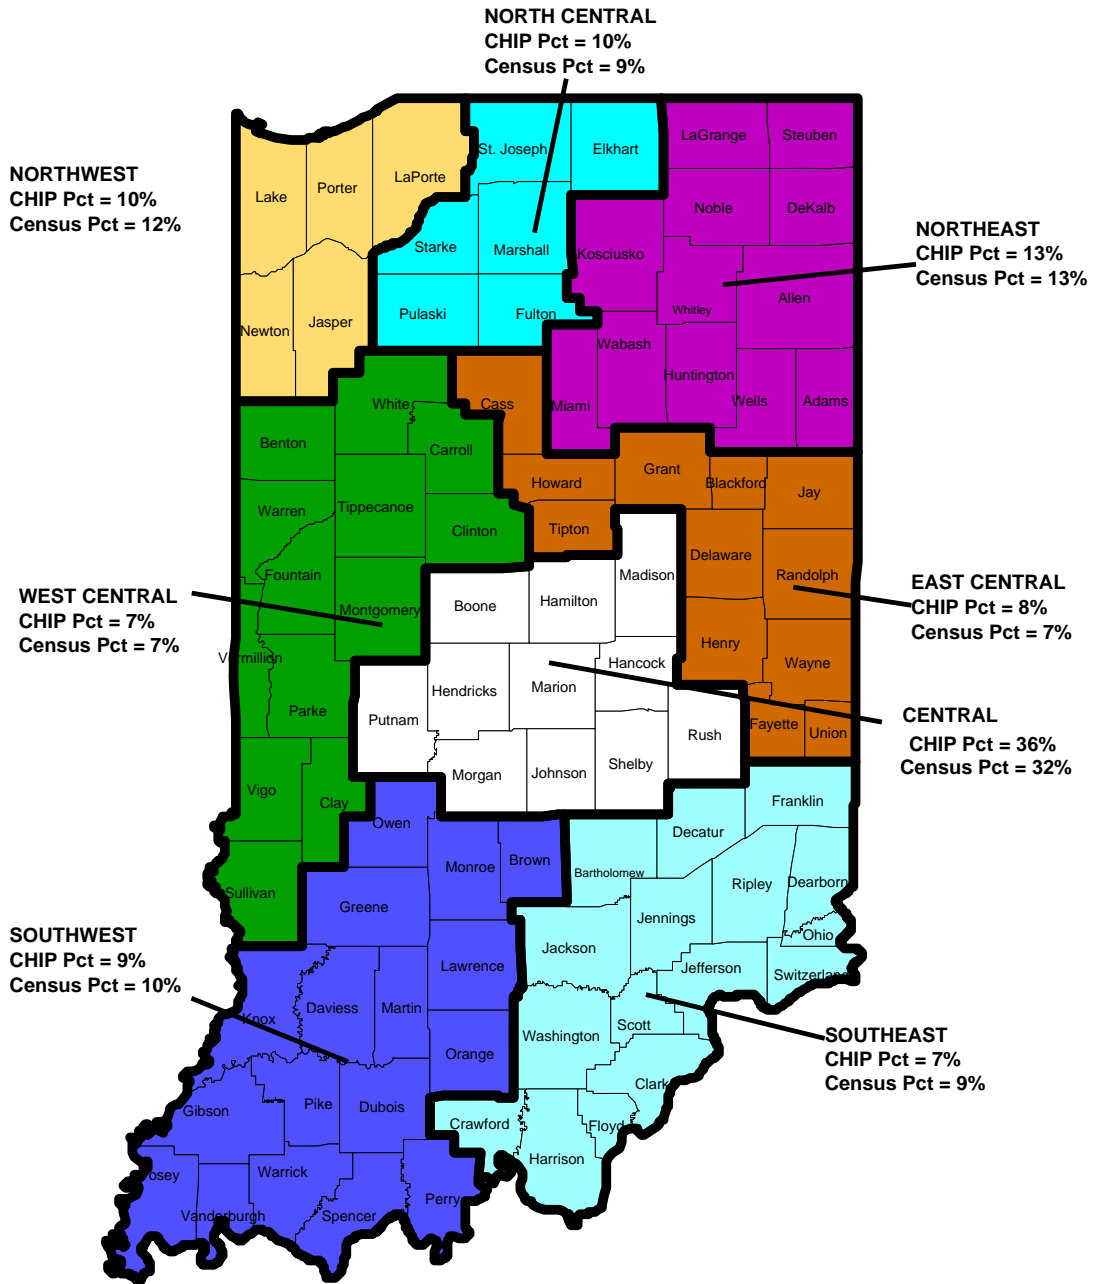 NORTH CENTRAL
CHIP Pct = 10%
Census Pct = 9%
NORTHWEST
CHIP Pct = 10%
Census Pct = 12%
NORTHEAST
CHIP Pct = 13%
Census Pct = 13%
WEST CENTRAL
CHIP Pct = 7%
Census Pct = 7%
EAST CENTRAL
CHIP Pct = 8%
Census Pct = 7%
CENTRAL
CHIP Pct = 36%
Census Pct = 32%
SOUTHWEST
CHIP Pct = 9%
Census Pct = 10%
SOUTHEAST
CHIP Pct = 7%
Census Pct = 9%
Lake
Porter
LaPorte
Newton
Jasper
St. Joseph
Elkhart
Starke
Marshall
Pulaski
Fulton
LaGrange
Steuben
Noble
DeKalb
Kosciusko
Whitley
Allen
Wabash
Huntington
Miami
Wells
Adams
White
Benton
Carroll
Warren
Tippecanoe
Clinton
Fountain
Montgomery
Vermillion
Parke
Vigo
Clay
Sullivan
Cass
Howard
Tipton
Grant
Blackford
Jay
Delaware
Randolph
Henry
Wayne
Fayette
Union
Madison
Boone
Hamilton
Hancock
Hendricks
Marion
Putnam
Rush
Morgan
Johnson
Shelby
Owen
Monroe
Brown
Greene
Lawrence
Knox
Daviess
Martin
Orange
Gibson
Pike
Dubois
Posey
Warrick
Vanderburgh
Spencer
Perry
Franklin
Decatur
Bartholomew
Ripley
Dearborn
Jennings
Ohio
Jackson
Jefferson
Switzerland
Scott
Washington
Clark
Crawford
Floyd
Harrison